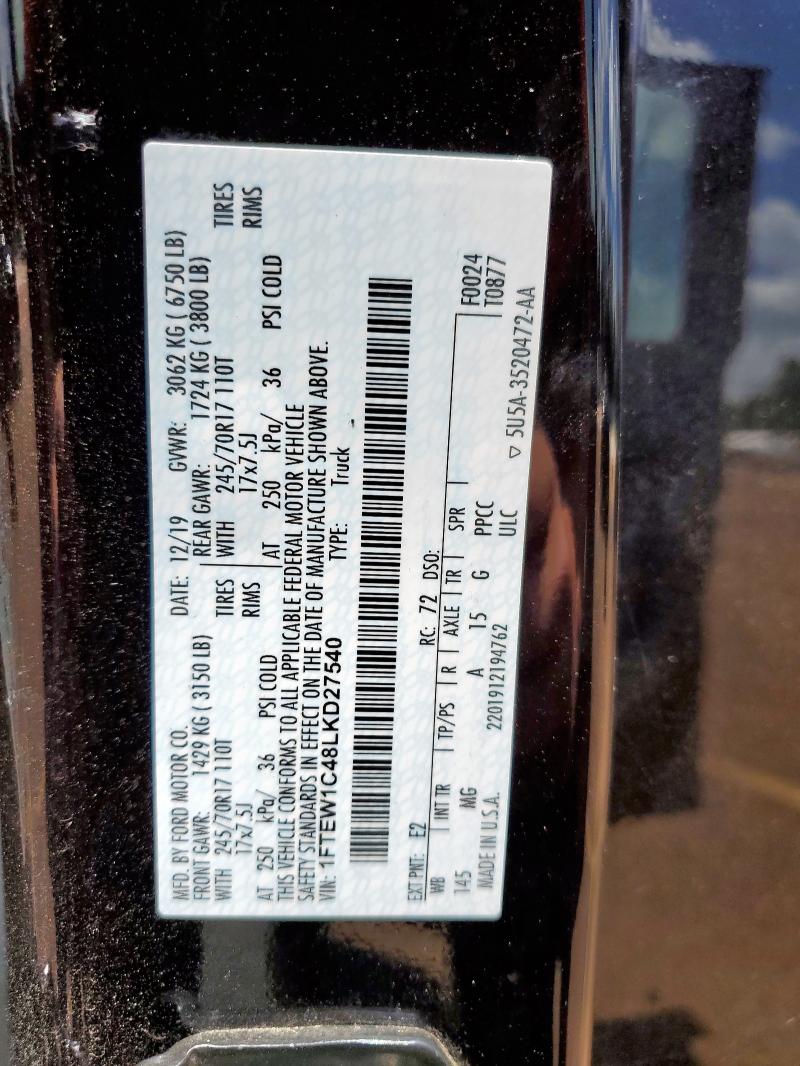 MFD. BY FORD MOTOR CO. DATE: 12/19 GVWR: 3062 KG ( 6750 LB)
FRONT GAWR: 1429 KG ( 3150 LB) REAR GAWR: 1724 KG ( 3800 LB)
WITH 245/70R17 110T TIRES WITH 245/70R17 110T TIRES
17x7.5J RIMS 17x7.5J RIMS
AT 250 kPa/ 36 PSI COLD AT 250 kPa/ 36 PSI COLD
THIS VEHICLE CONFORMS TO ALL APPLICABLE FEDERAL MOTOR VEHICLE
SAFETY STANDARDS IN EFFECT ON THE DATE OF MANUFACTURE SHOWN ABOVE.
VIN: 1FTEW1C48LKD27540 TYPE: Truck
EXT PNT: E2 RC: 72 DSO:
WB INT TR TP/PS R AXLE TR SPR F0024
145 MG A 15 G PPCC T0877
MADE IN U.S.A. 2201912194762 ULC
▽ 5U5A-3520472-AA